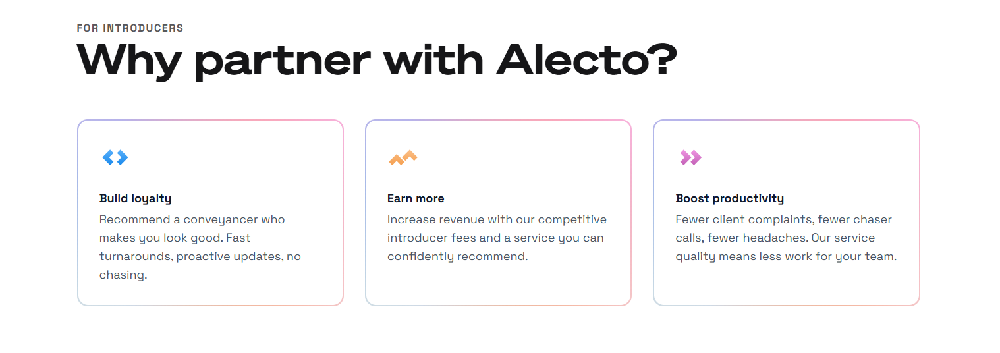 FOR INTRODUCERS
Why partner with Alecto?
Build loyalty
Recommend a conveyancer who
makes you look good. Fast
turnarounds, proactive updates, no
chasing.
Earn more
Increase revenue with our competitive
introducer fees and a service you can
confidently recommend.
Boost productivity
Fewer client complaints, fewer chaser
calls, fewer headaches. Our service
quality means less work for your team.